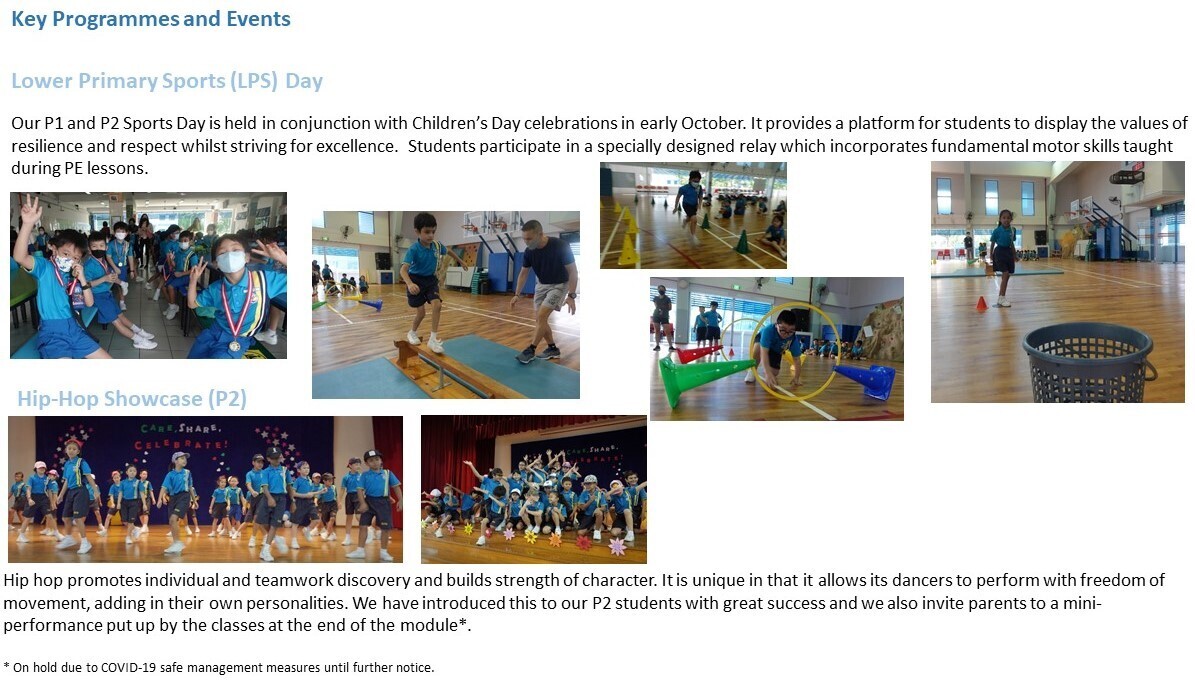 Key Programmes and Events
Lower Primary Sports (LPS) Day
Our P1 and P2 Sports Day is held in conjunction with Children’s Day celebrations in early October. It provides a platform for students to display the values of
resilience and respect whilst striving for excellence.  Students participate in a specially designed relay which incorporates fundamental motor skills taught
during PE lessons.
Hip-Hop Showcase (P2)
CARE, SHARE,
CELEBRATE!
CARE, SHARE,
CELEBRATE!
Hip hop promotes individual and teamwork discovery and builds strength of character. It is unique in that it allows its dancers to perform with freedom of
movement, adding in their own personalities. We have introduced this to our P2 students with great success and we also invite parents to a mini-
performance put up by the classes at the end of the module*.
* On hold due to COVID-19 safe management measures until further notice.